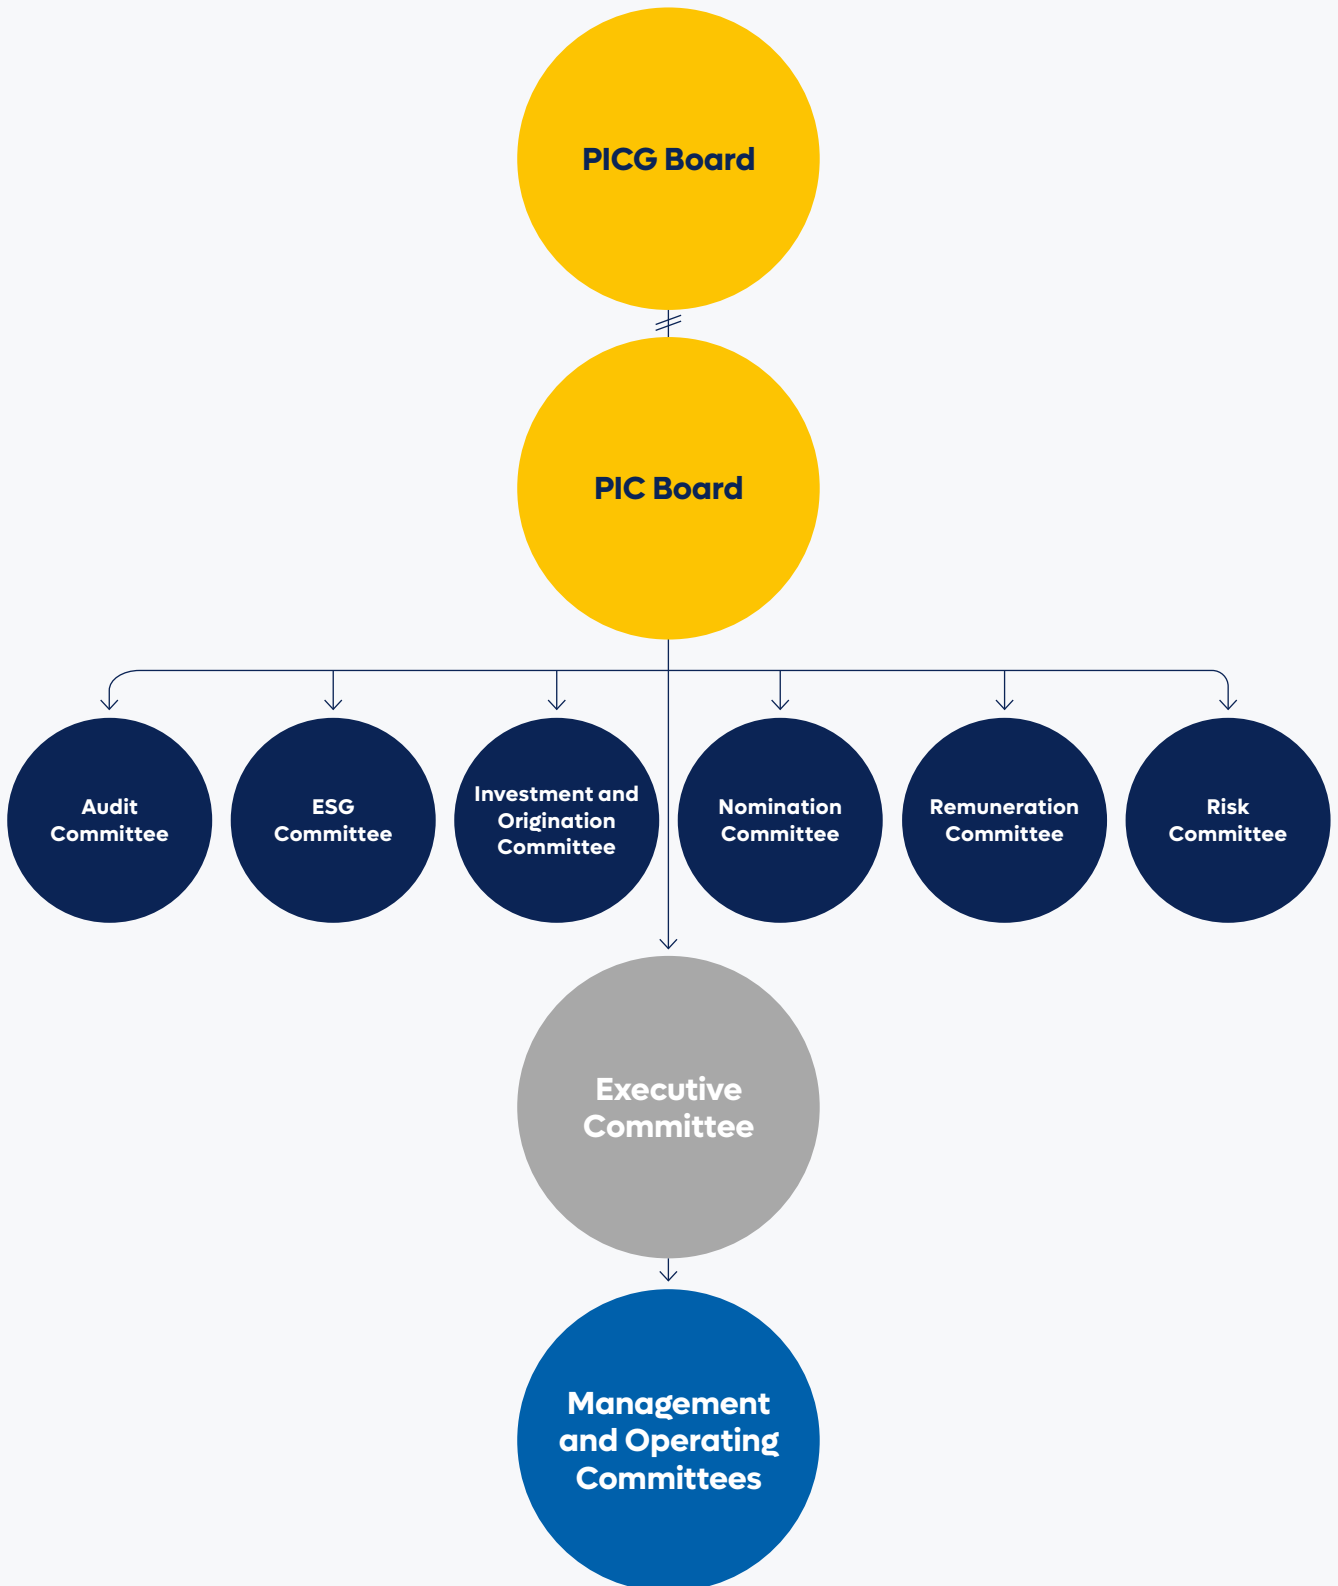 PICG Board
PIC Board
Audit
Committee
ESG
Committee
Investment and
Origination
Committee
Nomination
Committee
Remuneration
Committee
Risk
Committee
Executive
Committee
Management
and Operating
Committees